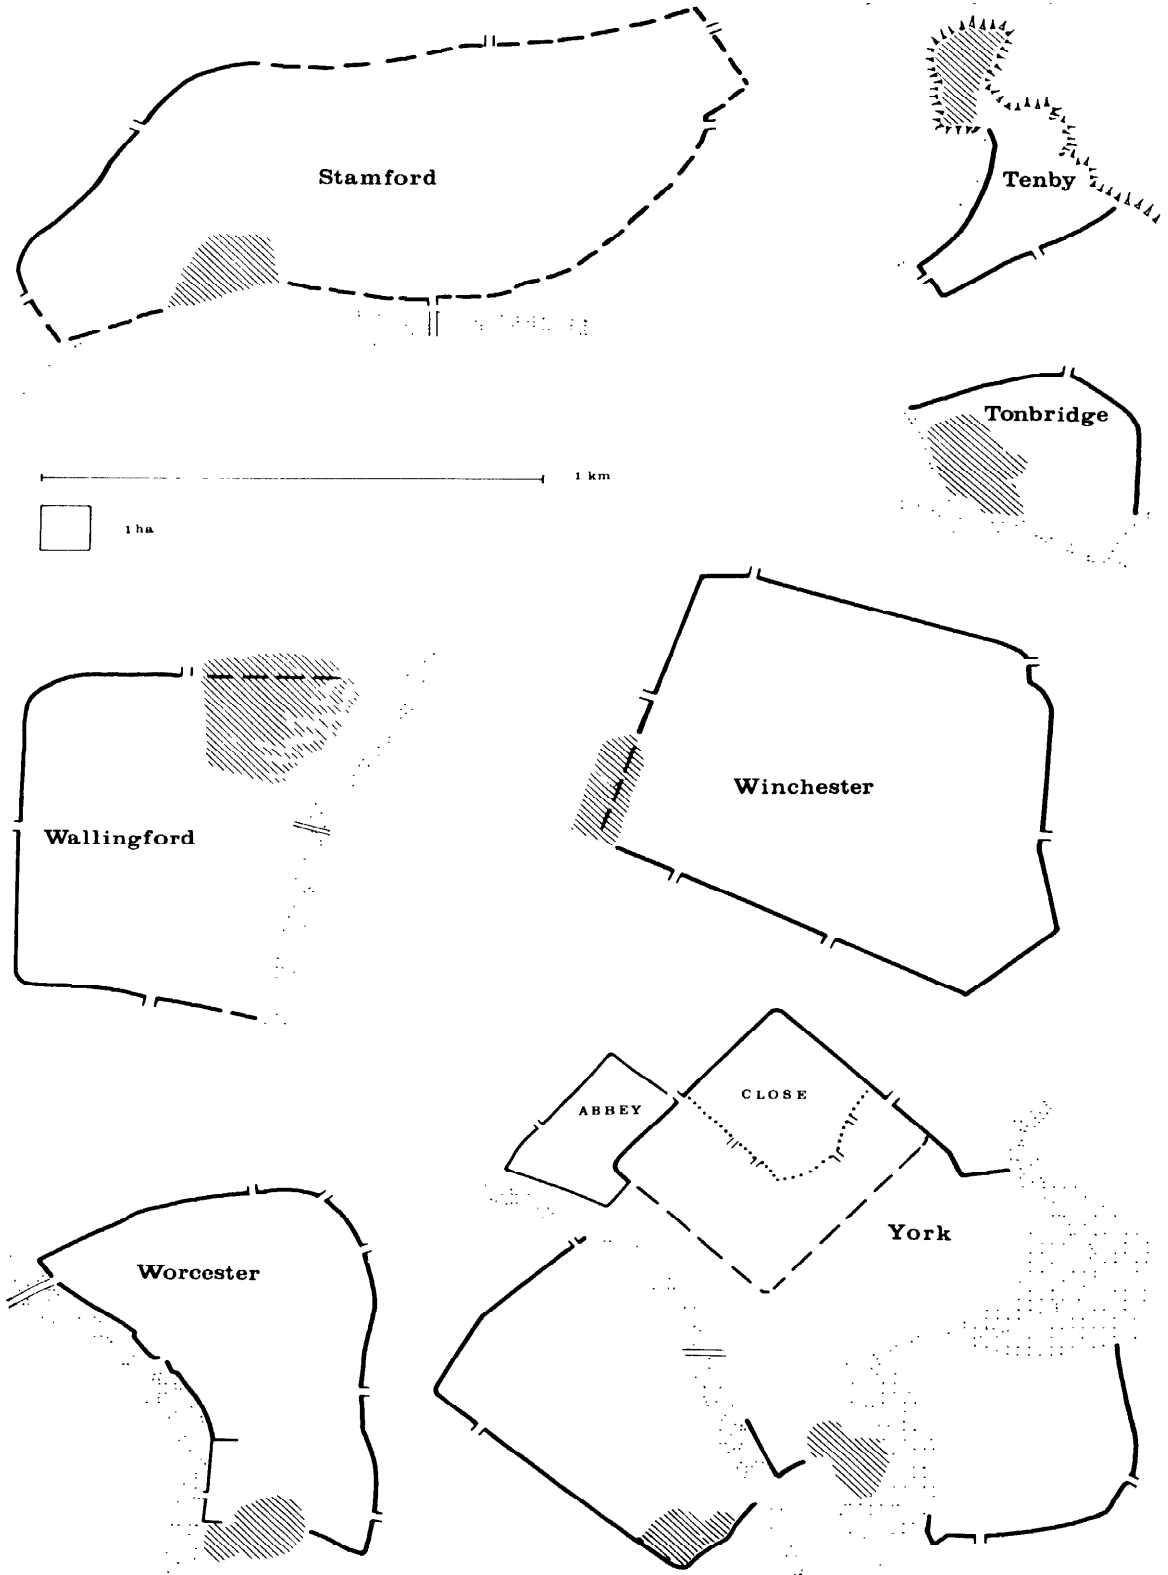 Stamford
Tenby
Tonbridge
1 km
1 ha
Winchester
Wallingford
ABBEY
CLOSE
York
Worcester